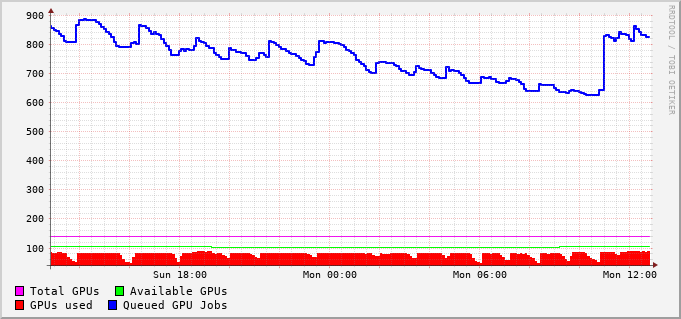 900
800
700
600
500
400
300
200
100
Sun 18:00 Mon 00:00 Mon 06:00 Mon 12:00
Total GPUs Available GPUs
GPUs used Queued GPU Jobs
RRDTOOL / TOBI OETIKER